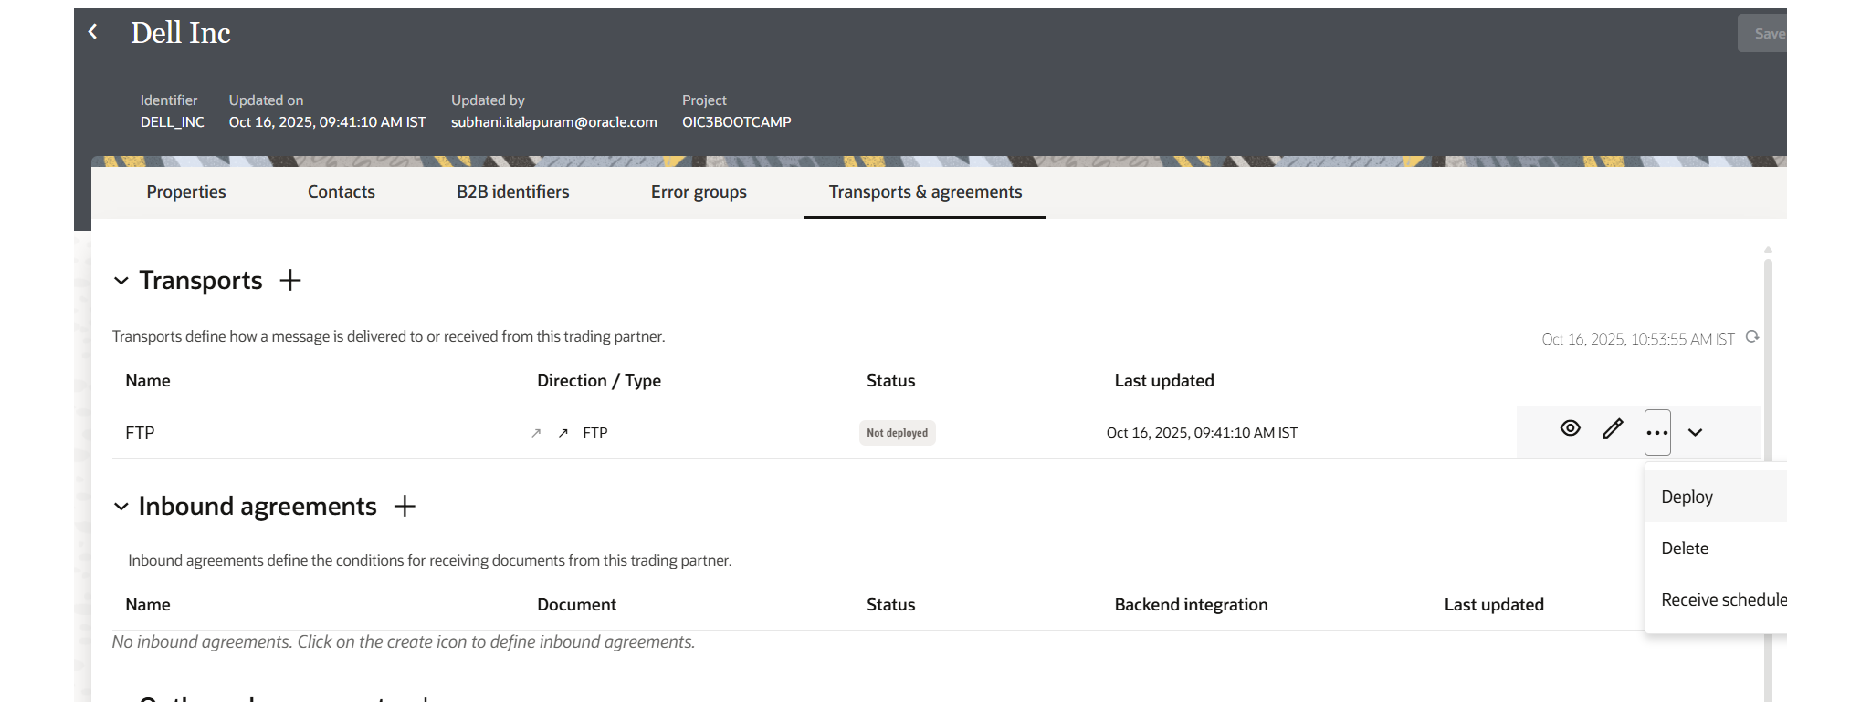 Dell Inc
Save
Identifier Updated on Updated by Project
DELL_INC Oct 16, 2025, 09:41:10 AM IST subhani.italapuram@oracle.com OIC3BOOTCAMP
Properties Contacts B2B identifiers Error groups Transports & agreements
Transports
Transports define how a message is delivered to or received from this trading partner.
Oct 16, 2025, 10:53:55 AM IST
Name Direction / Type Status Last updated
FTP FTP Not deployed Oct 16, 2025, 09:41:10 AM IST
Deploy
Delete
Receive schedule
Inbound agreements
Inbound agreements define the conditions for receiving documents from this trading partner.
Name Document Status Backend integration Last updated
No inbound agreements. Click on the create icon to define inbound agreements.